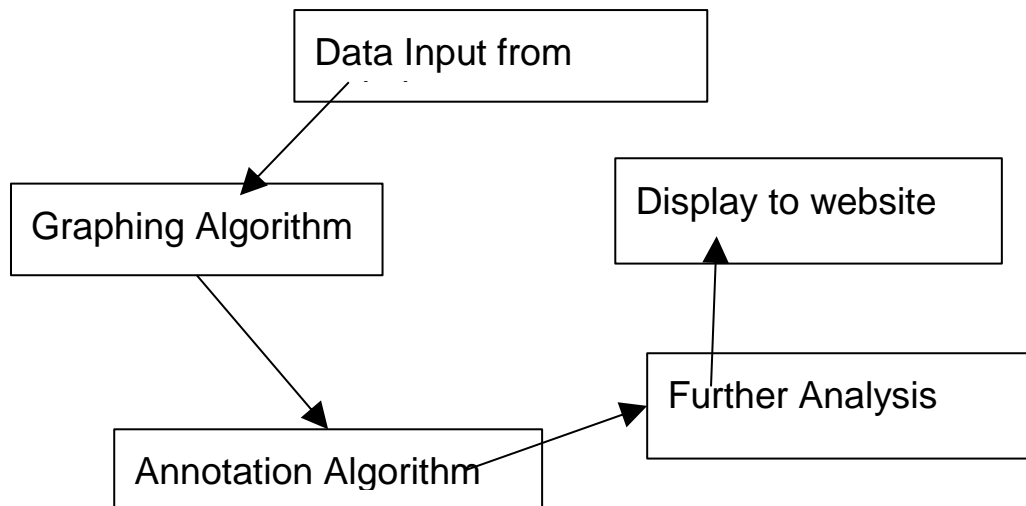 Data Input from
Graphing Algorithm
Display to website
Further Analysis
Annotation Algorithm